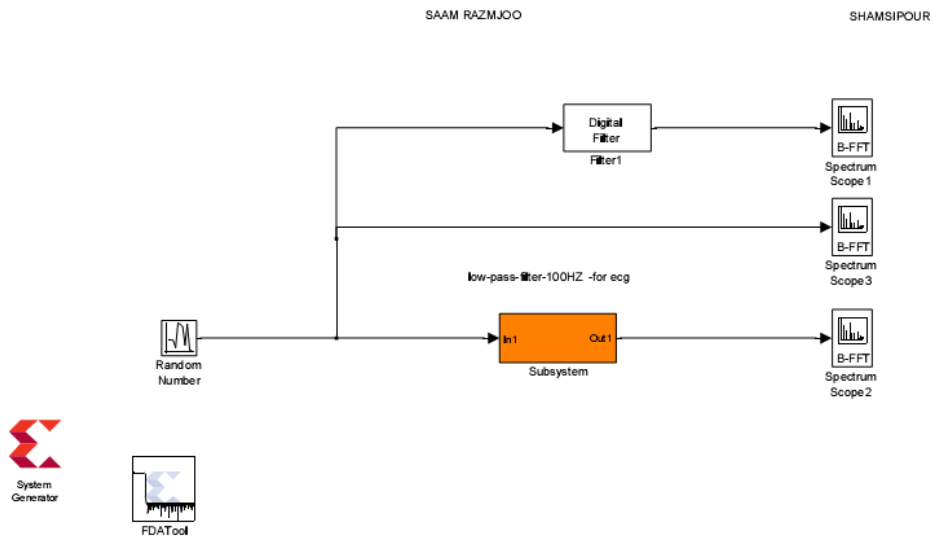 SAAM RAZMJOO
SHAMSIPOUR
Digital
Filter
Filter1
B-FFT
Spectrum
Scope1
B-FFT
Spectrum
Scope3
low-pass-filter-100HZ -for ecg
Random
Number
In1
Out1
Subsystem
B-FFT
Spectrum
Scope2
System
Generator
FDATool